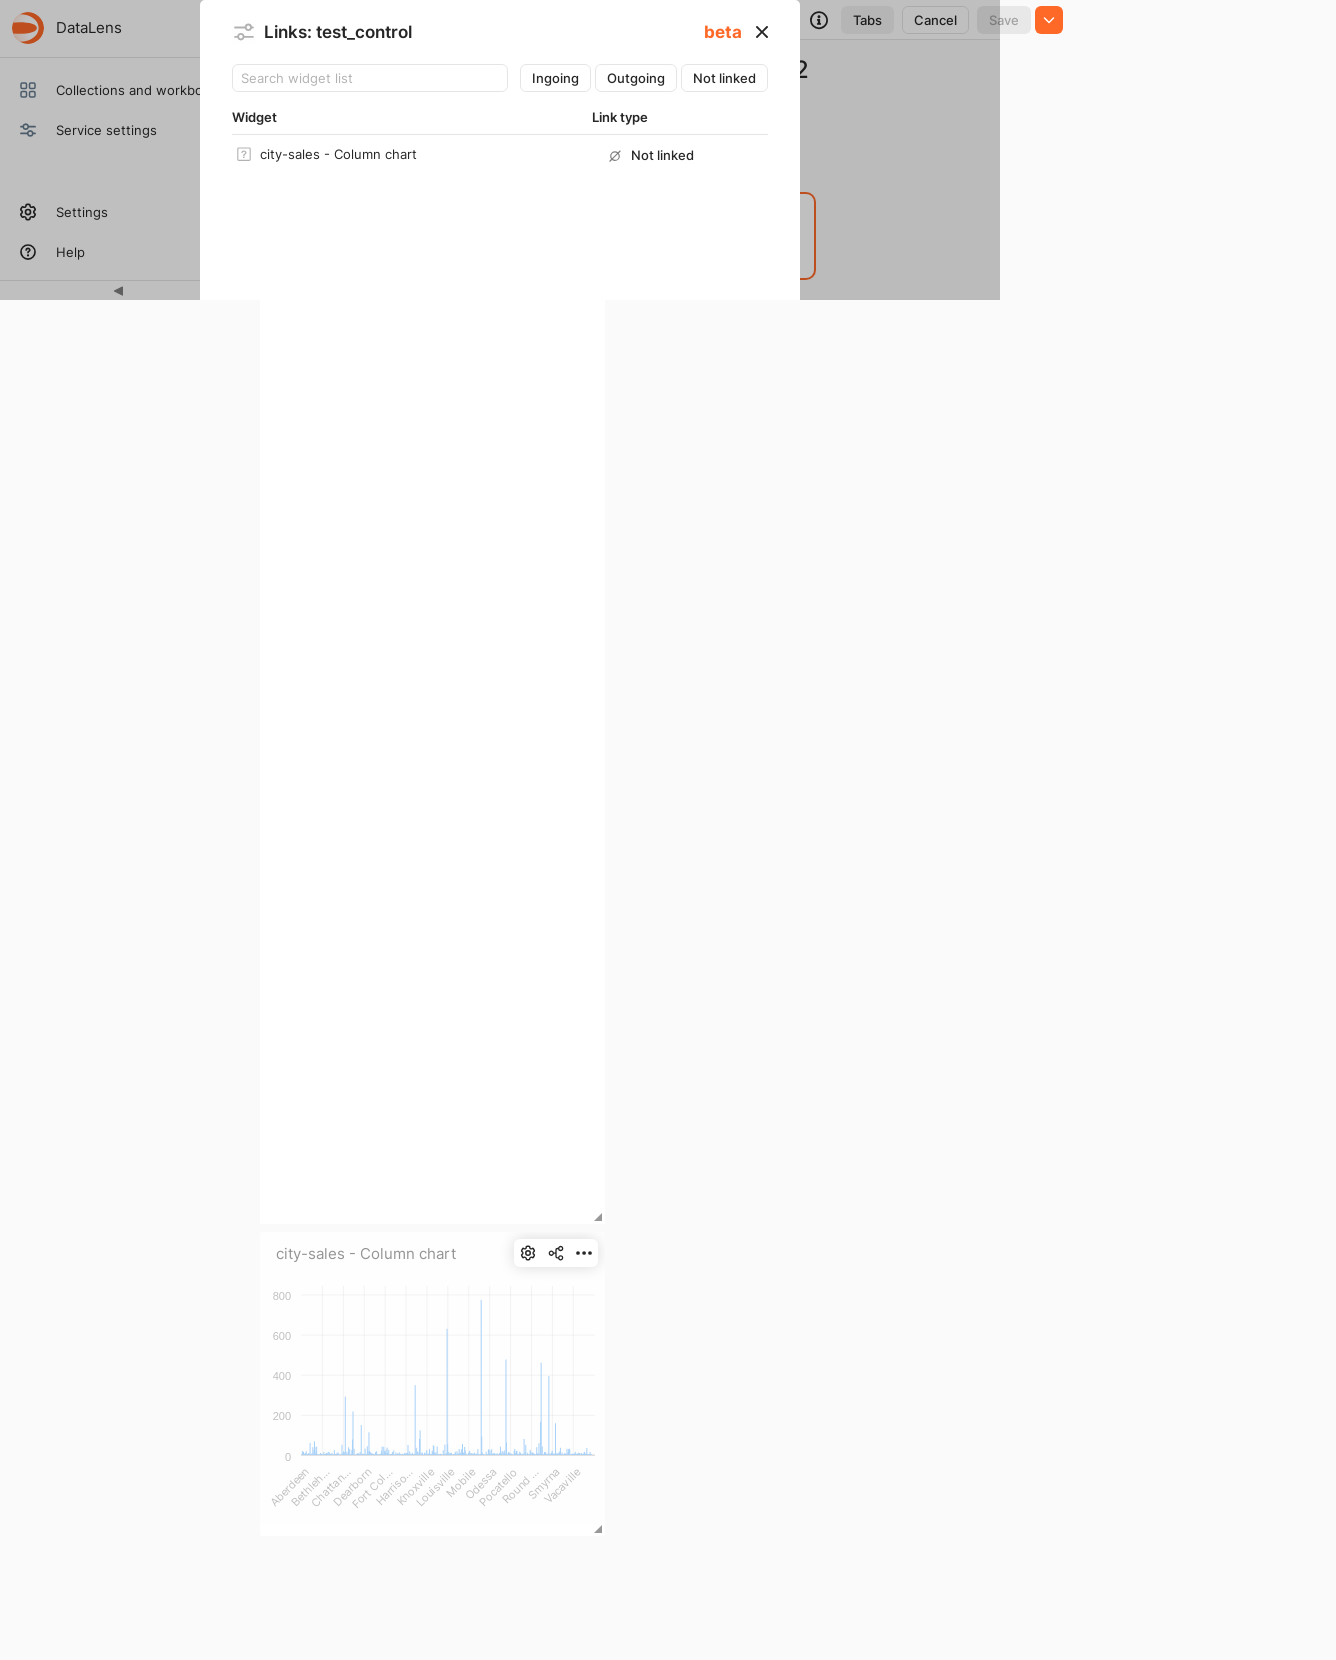 DataLens
Links: test_control
beta
Tabs
Cancel
Save
2
Search widget list
Ingoing
Outgoing
Not linked
Collections and workbo
Widget
Link type
Service settings
city-sales - Column chart
Not linked
Settings
Help
city-sales - Column chart
800
600
400
200
0
Aberdeen
Bethleh...
Chattan...
Dearborn
Fort Col...
Harriso...
Knoxville
Louisville
Mobile
Odessa
Pocatello
Round ...
Smyrna
Vacaville